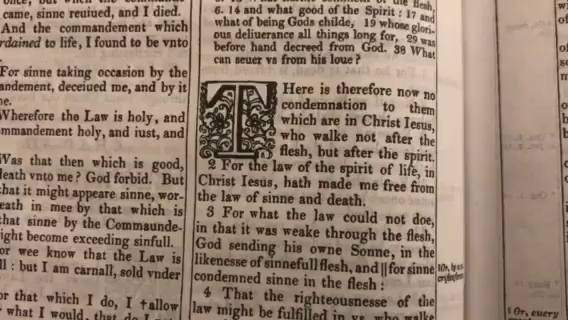 came, sinne reuiued, and I died.
And the commandement which
rdained to life, I found to be vnto
For sinne taking occasion by the
andement, deceiued me, and by it
ne.
Wherefore the Law is holy, and
ommandement holy, and iust, and
Was that then which is good,
death vnto me? God forbid. But
that it might appeare sinne, wor-
eath in mee by that which is
that sinne by the Commaunde-
ight become exceeding sinfull.
or wee know that the Law is
ll: but I am carnall, sold vnder
or that which I do, I †allow
what I would, that do I not
6. 14 and what good of the Spirit: 17 and
what of being Gods childe, 19 whose glori-
ous deliuerance all things long for, 29 was
before hand decreed from God. 38 What
can seuer vs from his loue?
THere is therefore now no
condemnation to them
which are in Christ Iesus,
who walke not after the
flesh, but after the spirit.
2 For the law of the spirit of life, in
Christ Iesus, hath made me free from
the law of sinne and death.
3 For what the law could not doe,
in that it was weake through the flesh,
God sending his owne Sonne, in the
likenesse of sinnefull flesh, and ||for sinne
condemned sinne in the flesh:
4 That the righteousnesse of the
law might be fulfilled in vs, who walke
||Or, by a
|| Or, euery